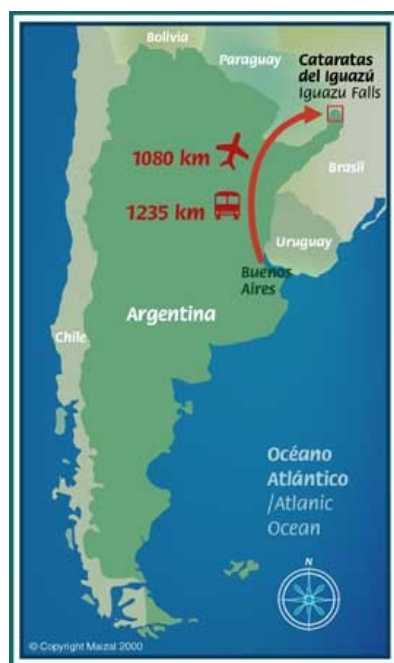 Bolivia
Paraguay
Cataratas
del Iguazú
Iguazu Falls
1080 km
Brasil
1235 km
Uruguay
Buenos
Aires
Argentina
Chile
Océano
Atlántico
/Atlanic
Ocean
N
© Copyright Maizal 2000